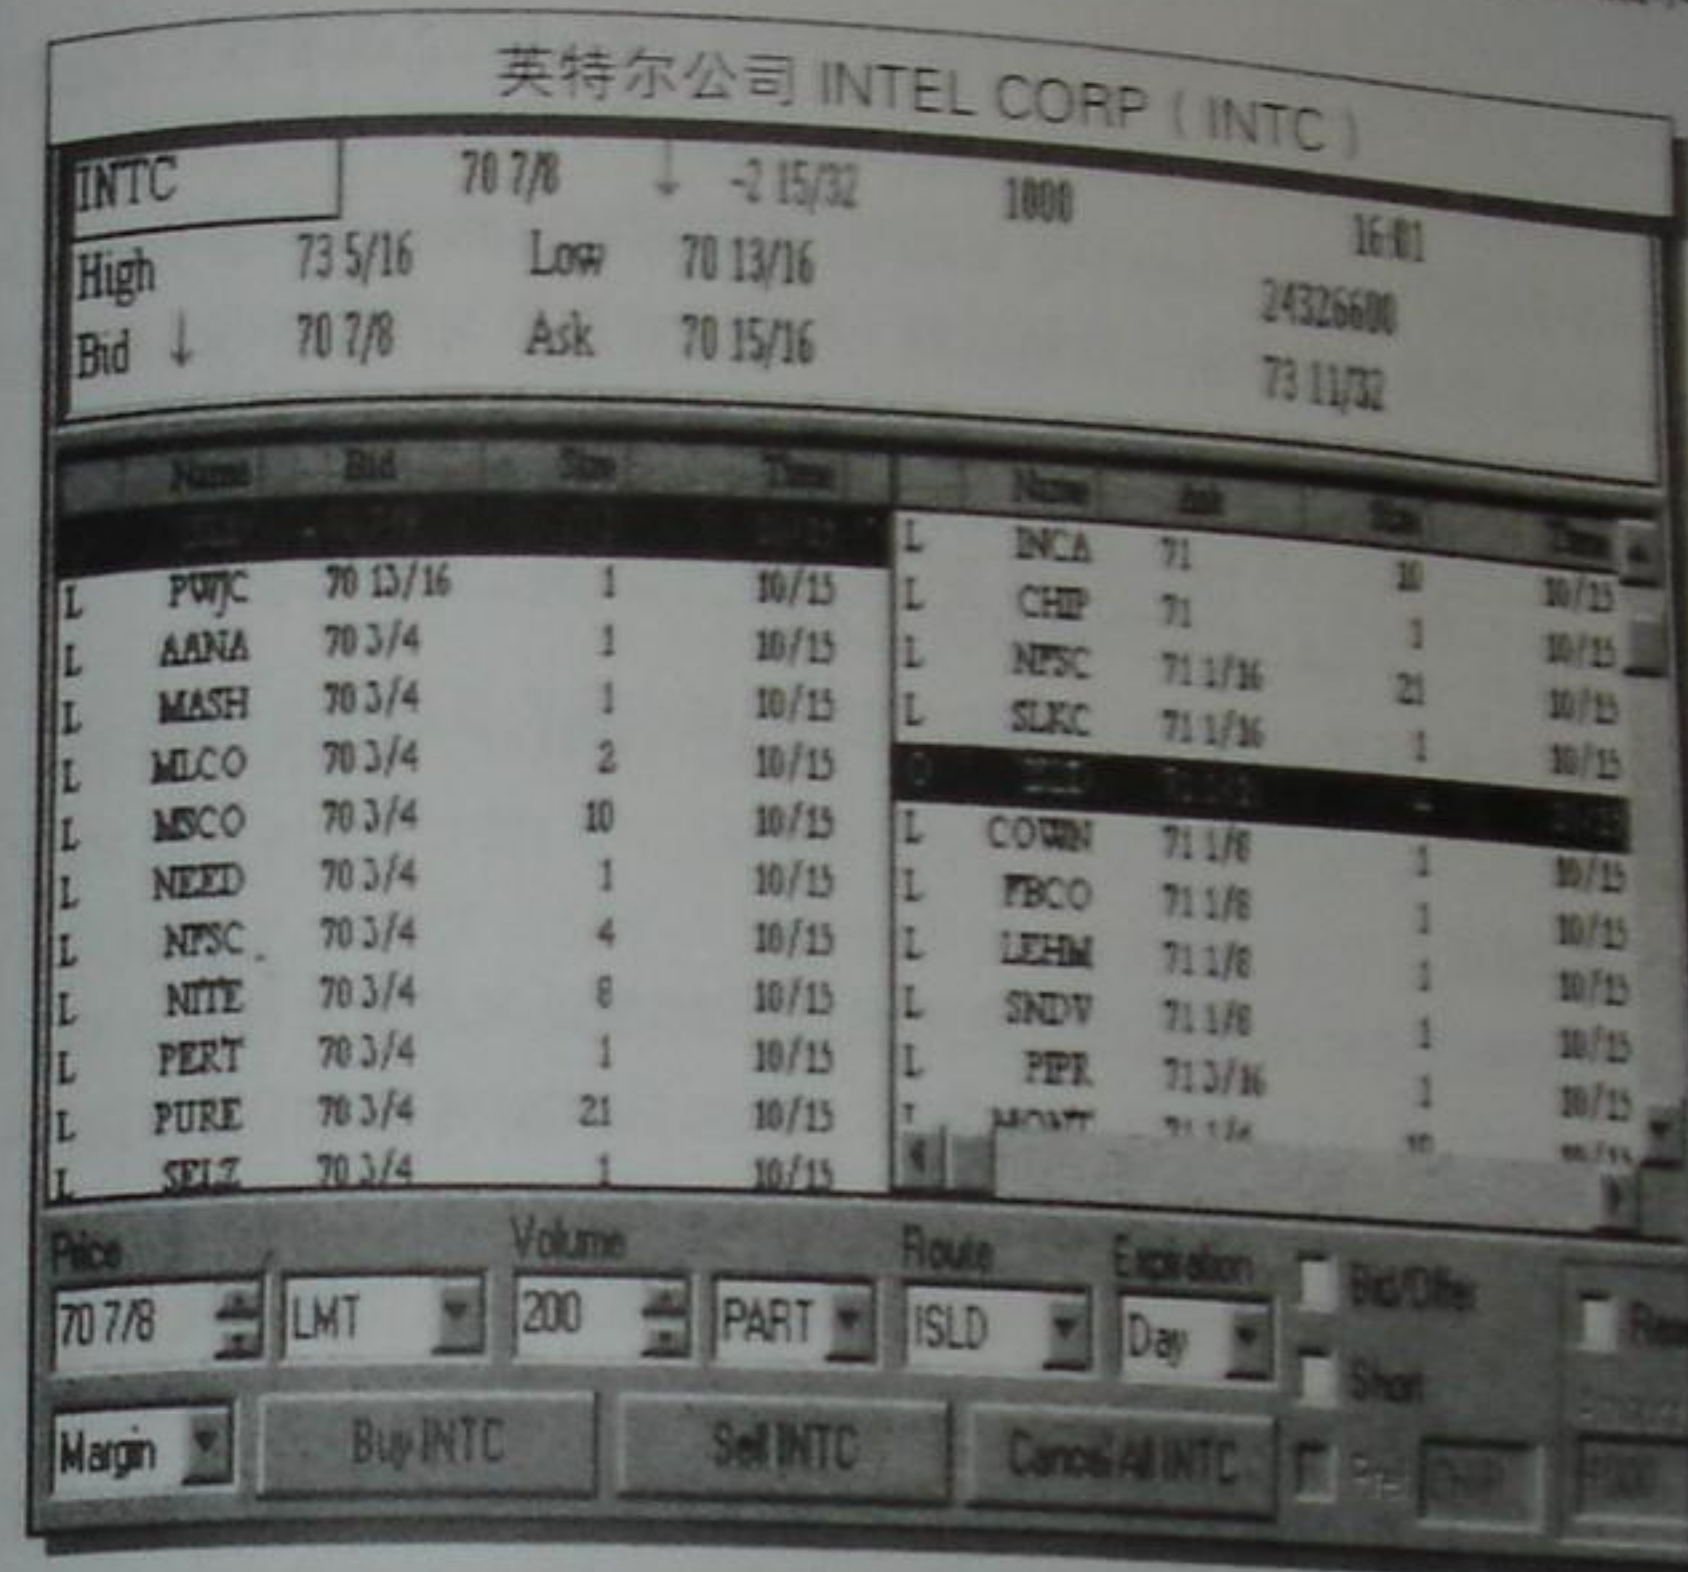 英特尔公司 INTEL CORP ( INTC )
INTC 70 7/8 ↓ -2 15/32 1000 16:01
High 73 5/16 Low 70 13/16 24326600
Bid ↓ 70 7/8 Ask 70 15/16 73 11/32
Name Bid Size Time
L PWJC 70 13/16 1 10/15
L AANA 70 3/4 1 10/15
L MASH 70 3/4 1 10/15
L MLCO 70 3/4 2 10/15
L MSCO 70 3/4 10 10/15
L NEED 70 3/4 1 10/15
L NFSC 70 3/4 4 10/15
L NITE 70 3/4 8 10/15
L PERT 70 3/4 1 10/15
L PURE 70 3/4 21 10/15
L SELZ 70 3/4 1 10/15
Name Ask Size Time
L INCA 71 10 10/15
L CHIP 71 1 10/15
L NFSC 71 1/16 21 10/15
L SLKC 71 1/16 1 10/15
L COWN 71 1/8 1 10/15
L FBCO 71 1/8 1 10/15
L LEHM 71 1/8 1 10/15
L SNDV 71 1/8 1 10/15
L PIPR 71 3/16 1 10/15
L MONT 71 1/4 10 10/15
Price Volume Route Expiration
70 7/8 LMT 200 PART ISLD Day Bid/Offer
Short
Margin Buy INTC Sell INTC Cancel All INTC